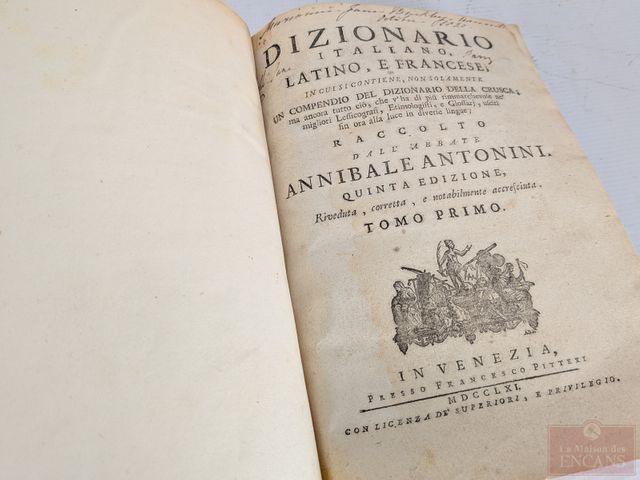 DIZIONARIO
ITALIANO,
LATINO, E FRANCESE;
IN CUI SI CONTIENE, NON SOLAMENTE
UN COMPENDIO DEL DIZIONARIO DELLA CRUSCA;
ma ancora tutto ciò, che v'ha di più rimmarchevole ne'
migliori Lessicografi, Etimologisti, e Glossarj, usciti
fin ora alla luce in diverse lingue;
RACCOLTO
DALL'ABBATE
ANNIBALE ANTONINI.
QUINTA EDIZIONE,
Riveduta, corretta, e notabilmente accresciuta.
TOMO PRIMO.
IN VENEZIA,
PRESSO FRANCESCO PITTERI
MDCCLXI.
CON LICENZA DE' SUPERIORI, E PRIVILEGIO.
La Maison des
ENCANS